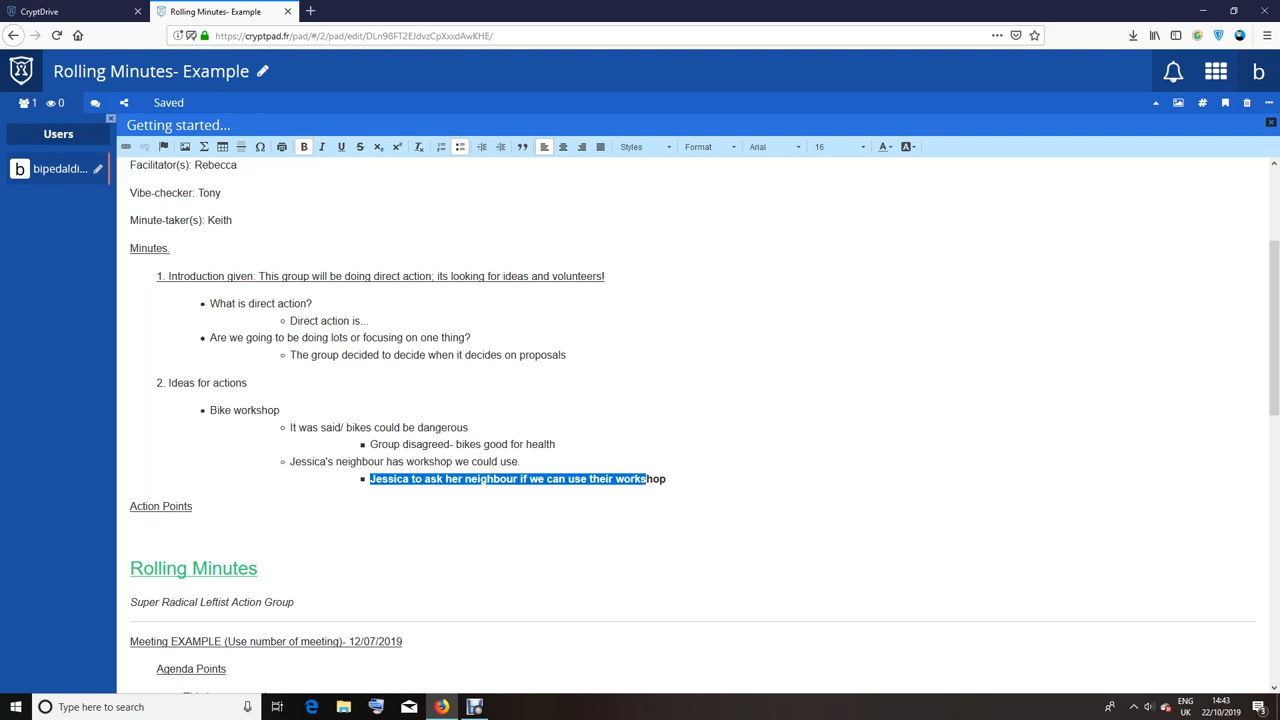 CryptDrive
Rolling Minutes- Example
https://cryptpad.fr/pad/#/2/pad/edit/DLn98FT2EJdvzCpXxxdAwKHE/
Rolling Minutes- Example
b
1
0
Saved
Users
Getting started...
B I U S x₂ x² Tx
Styles
Format
Arial
16
A
A
b
bipedaldi...
Facilitator(s): Rebecca
Vibe-checker: Tony
Minute-taker(s): Keith
Minutes.
1. Introduction given: This group will be doing direct action; its looking for ideas and volunteers!
What is direct action?
Direct action is...
Are we going to be doing lots or focusing on one thing?
The group decided to decide when it decides on proposals
2. Ideas for actions
Bike workshop
It was said/ bikes could be dangerous
Group disagreed- bikes good for health
Jessica's neighbour has workshop we could use.
Jessica to ask her neighbour if we can use their workshop
Action Points
Rolling Minutes
Super Radical Leftist Action Group
Meeting EXAMPLE (Use number of meeting)- 12/07/2019
Agenda Points
Type here to search
ENG
UK
14:43
22/10/2019
3